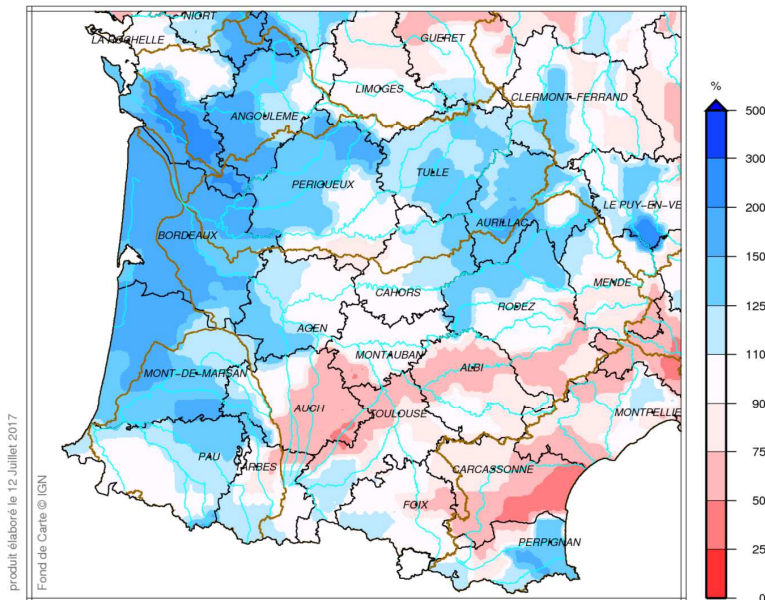 NIORT
LA ROCHELLE
GUERET
LIMOGES
CLERMONT-FERRAND
ANGOULEME
PERIGUEUX
TULLE
LE PUY-EN-VE
AURILLAC
BORDEAUX
MENDE
CAHORS
RODEZ
AGEN
MONTAUBAN
ALBI
MONT-DE-MARSAN
AUCH
TOULOUSE
MONTPELLIE
PAU
TARBES
CARCASSONNE
FOIX
PERPIGNAN
%
500
300
200
150
125
110
90
75
50
25
0
produit élaboré le 12 Juillet 2017
Fond de Carte © IGN